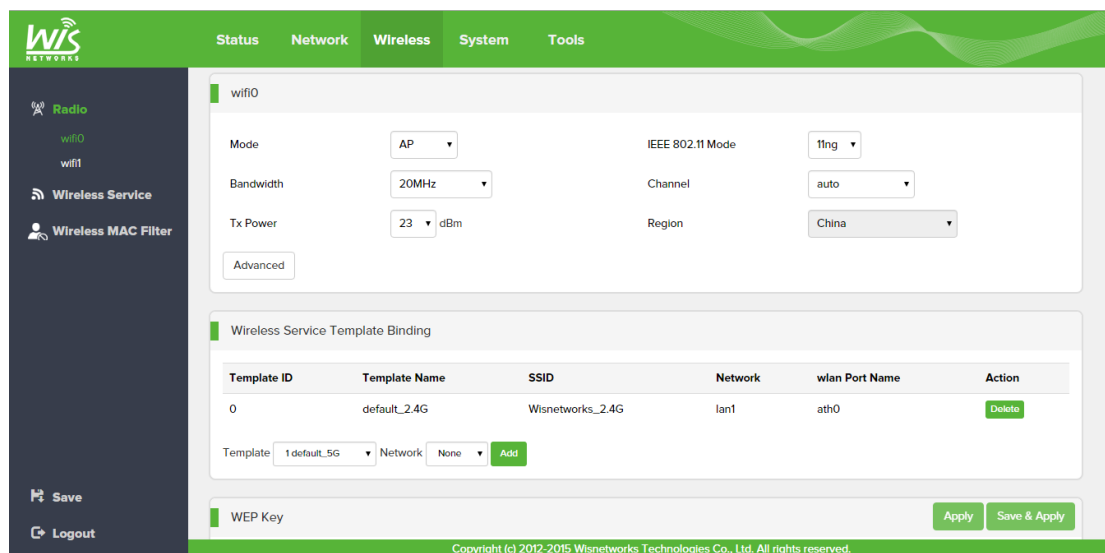 Wis
NETWORKS
Status Network Wireless System Tools
Radio
wifi0
wifi1
Wireless Service
Wireless MAC Filter
Save
Logout
wifi0
Mode AP IEEE 802.11 Mode 11ng
Bandwidth 20MHz Channel auto
Tx Power 23 dBm Region China
Advanced
Wireless Service Template Binding
Template ID Template Name SSID Network wlan Port Name Action
0 default_2.4G Wisnetworks_2.4G lan1 ath0 Delete
Template 1 default_5G Network None Add
WEP Key Apply Save & Apply
Copyright (c) 2012-2015 Wisnetworks Technologies Co., Ltd. All rights reserved.